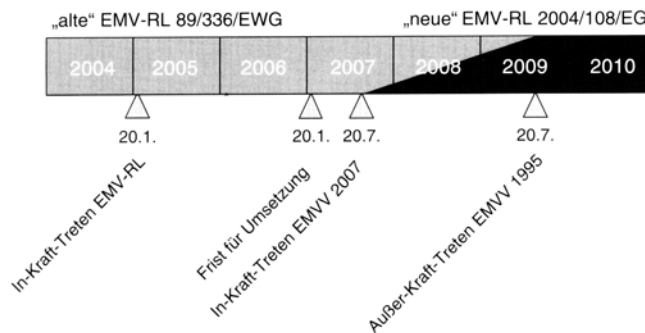 „alte“ EMV-RL 89/336/EWG
„neue“ EMV-RL 2004/108/EG
2004 2005 2006 2007 2008 2009 2010
20.1. 20.1. 20.7. 20.7.
In-Kraft-Treten EMV-RL
Frist für Umsetzung
In-Kraft-Treten EMVV 2007
Außer-Kraft-Treten EMVV 1995